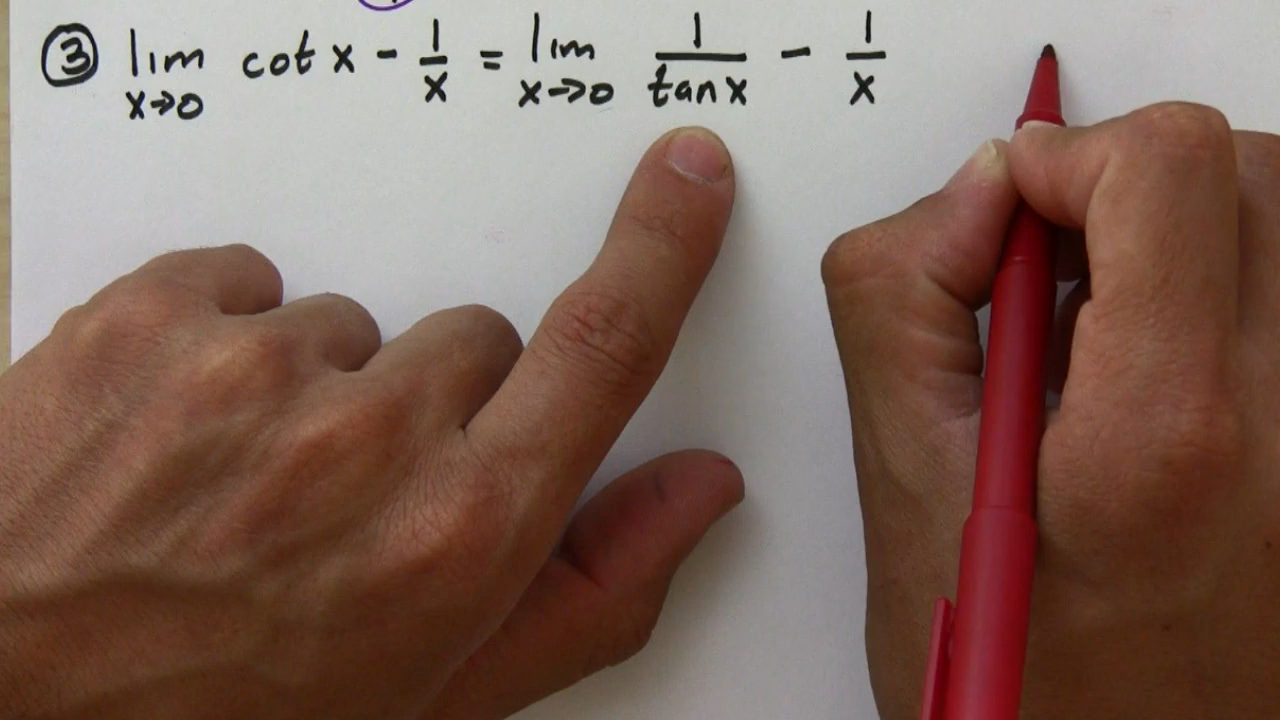 ③ lim x→0 cot x - 1/x = lim x→0 1/tan x - 1/x